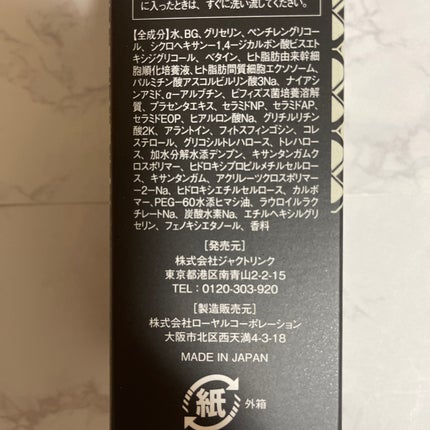 に入ったときは、すぐに洗い流してください。
【全成分】水、BG、グリセリン、ペンチレングリコー
ル、シクロヘキサン-1,4-ジカルボン酸ビスエト
キシジグリコール、ベタイン、ヒト脂肪由来幹細
胞順化培養液、ヒト脂肪間質細胞エクソソーム、
パルミチン酸アスコルビルリン酸3Na、ナイアシ
ンアミド、α-アルブチン、ビフィズス菌培養溶解
質、プラセンタエキス、セラミドNP、セラミドAP、
セラミドEOP、ヒアルロン酸Na、グリチルリチン
酸2K、アラントイン、フィトスフィンゴシン、コレ
ステロール、グリコシルトレハロース、トレハロー
ス、加水分解水添デンプン、キサンタンガムク
ロスポリマー、ヒドロキシプロピルメチルセルロー
ス、キサンタンガム、アクリレーツクロスポリマ
ー-2-Na、ヒドロキシエチルセルロース、カルボ
マー、PEG-60水添ヒマシ油、ラウロイルラ
クチレートNa、炭酸水素Na、エチルヘキシルグリ
セリン、フェノキシエタノール、香料
［発売元］
株式会社ジャクトリンク
東京都港区南青山2-2-15
TEL：0120-303-920
［製造販売元］
株式会社ローヤルコーポレーション
大阪市北区西天満4-3-18
MADE IN JAPAN
紙 外箱